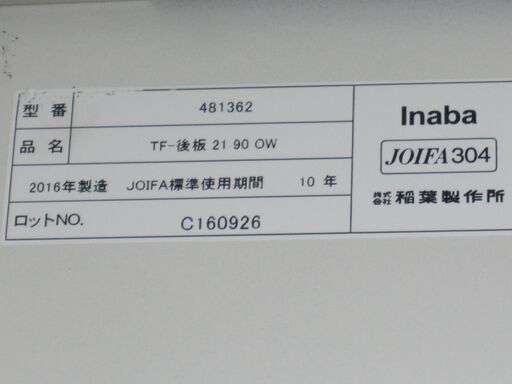 型番 481362
品名 TF-後板 21 90 OW
2016年製造 JOIFA標準使用期間 10 年
ロットNO. C160926
Inaba
JOIFA304
株式会社 稲葉製作所